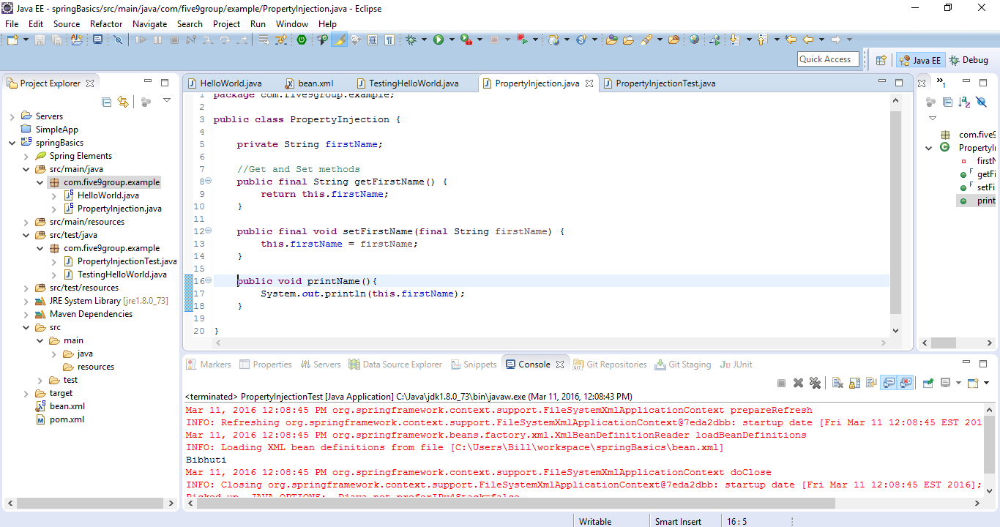 Java EE - springBasics/src/main/java/com/five9group/example/PropertyInjection.java - Eclipse
File Edit Source Refactor Navigate Search Project Run Window Help
Quick Access Java EE Debug
Project Explorer
Servers
SimpleApp
springBasics
Spring Elements
src/main/java
com.five9group.example
HelloWorld.java
PropertyInjection.java
src/main/resources
src/test/java
com.five9group.example
PropertyInjectionTest.java
TestingHelloWorld.java
src/test/resources
JRE System Library [jre1.8.0_73]
Maven Dependencies
src
main
java
resources
test
target
bean.xml
pom.xml
HelloWorld.java bean.xml TestingHelloWorld.java PropertyInjection.java PropertyInjectionTest.java
1 package com.five9group.example;
2
3 public class PropertyInjection {
4
5 private String firstName;
6
7 //Get and Set methods
8 public final String getFirstName() {
9 return this.firstName;
10 }
11
12 public final void setFirstName(final String firstName) {
13 this.firstName = firstName;
14 }
15
16 public void printName(){
17 System.out.println(this.firstName);
18 }
19
20 }
»1
com.five9
PropertyI
firstN
getFi
setFi
print
Markers Properties Servers Data Source Explorer Snippets Console Git Repositories Git Staging JUnit
<terminated> PropertyInjectionTest [Java Application] C:\Java\jdk1.8.0_73\bin\javaw.exe (Mar 11, 2016, 12:08:43 PM)
Mar 11, 2016 12:08:45 PM org.springframework.context.support.FileSystemXmlApplicationContext prepareRefresh
INFO: Refreshing org.springframework.context.support.FileSystemXmlApplicationContext@7eda2dbb: startup date [Fri Mar 11 12:08:45 EST 201
Mar 11, 2016 12:08:45 PM org.springframework.beans.factory.xml.XmlBeanDefinitionReader loadBeanDefinitions
INFO: Loading XML bean definitions from file [C:\Users\Bill\workspace\springBasics\bean.xml]
Bibhuti
Mar 11, 2016 12:08:45 PM org.springframework.context.support.FileSystemXmlApplicationContext doClose
INFO: Closing org.springframework.context.support.FileSystemXmlApplicationContext@7eda2dbb: startup date [Fri Mar 11 12:08:45 EST 2016];
Picked up _JAVA_OPTIONS: -Djava.net.preferIPv4Stack=false
Writable Smart Insert 16 : 5